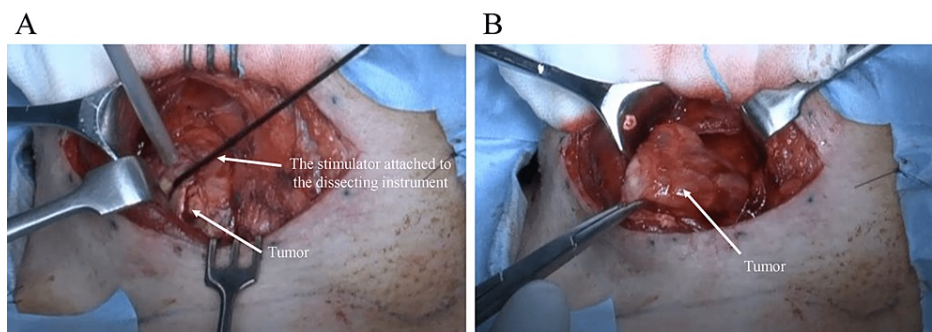 A
B
The stimulator attached to
the dissecting instrument
Tumor
Tumor